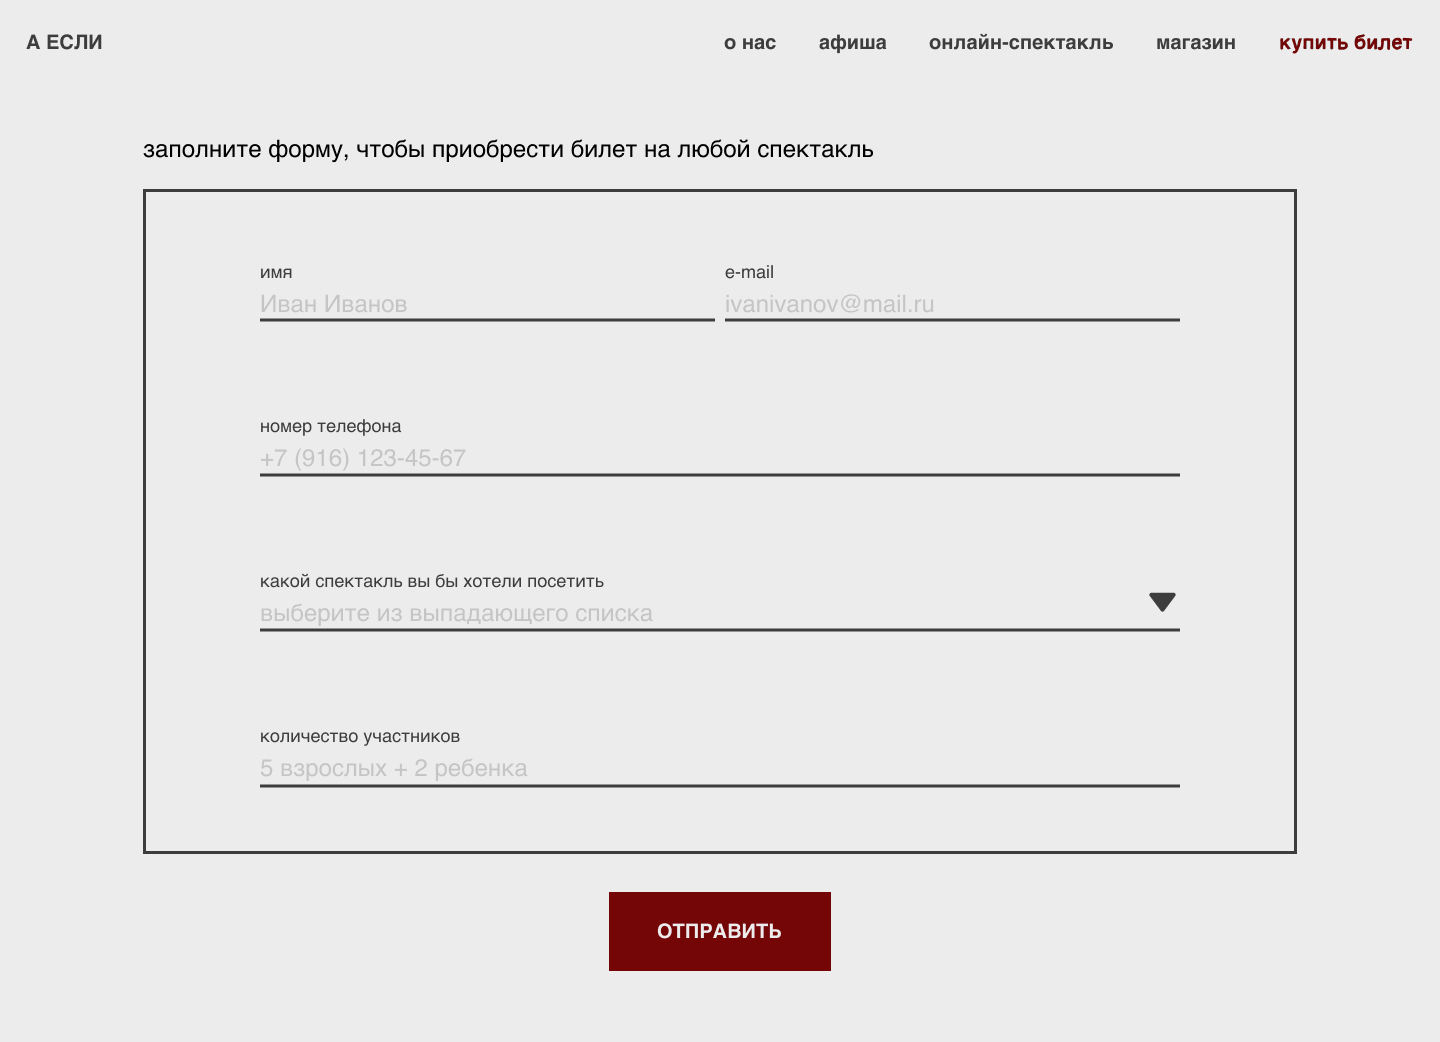 А ЕСЛИ
о нас афиша онлайн-спектакль магазин купить билет
заполните форму, чтобы приобрести билет на любой спектакль
имя e-mail
Иван Иванов ivanivanov@mail.ru
номер телефона
+7 (916) 123-45-67
какой спектакль вы бы хотели посетить
выберите из выпадающего списка
количество участников
5 взрослых + 2 ребенка
ОТПРАВИТЬ